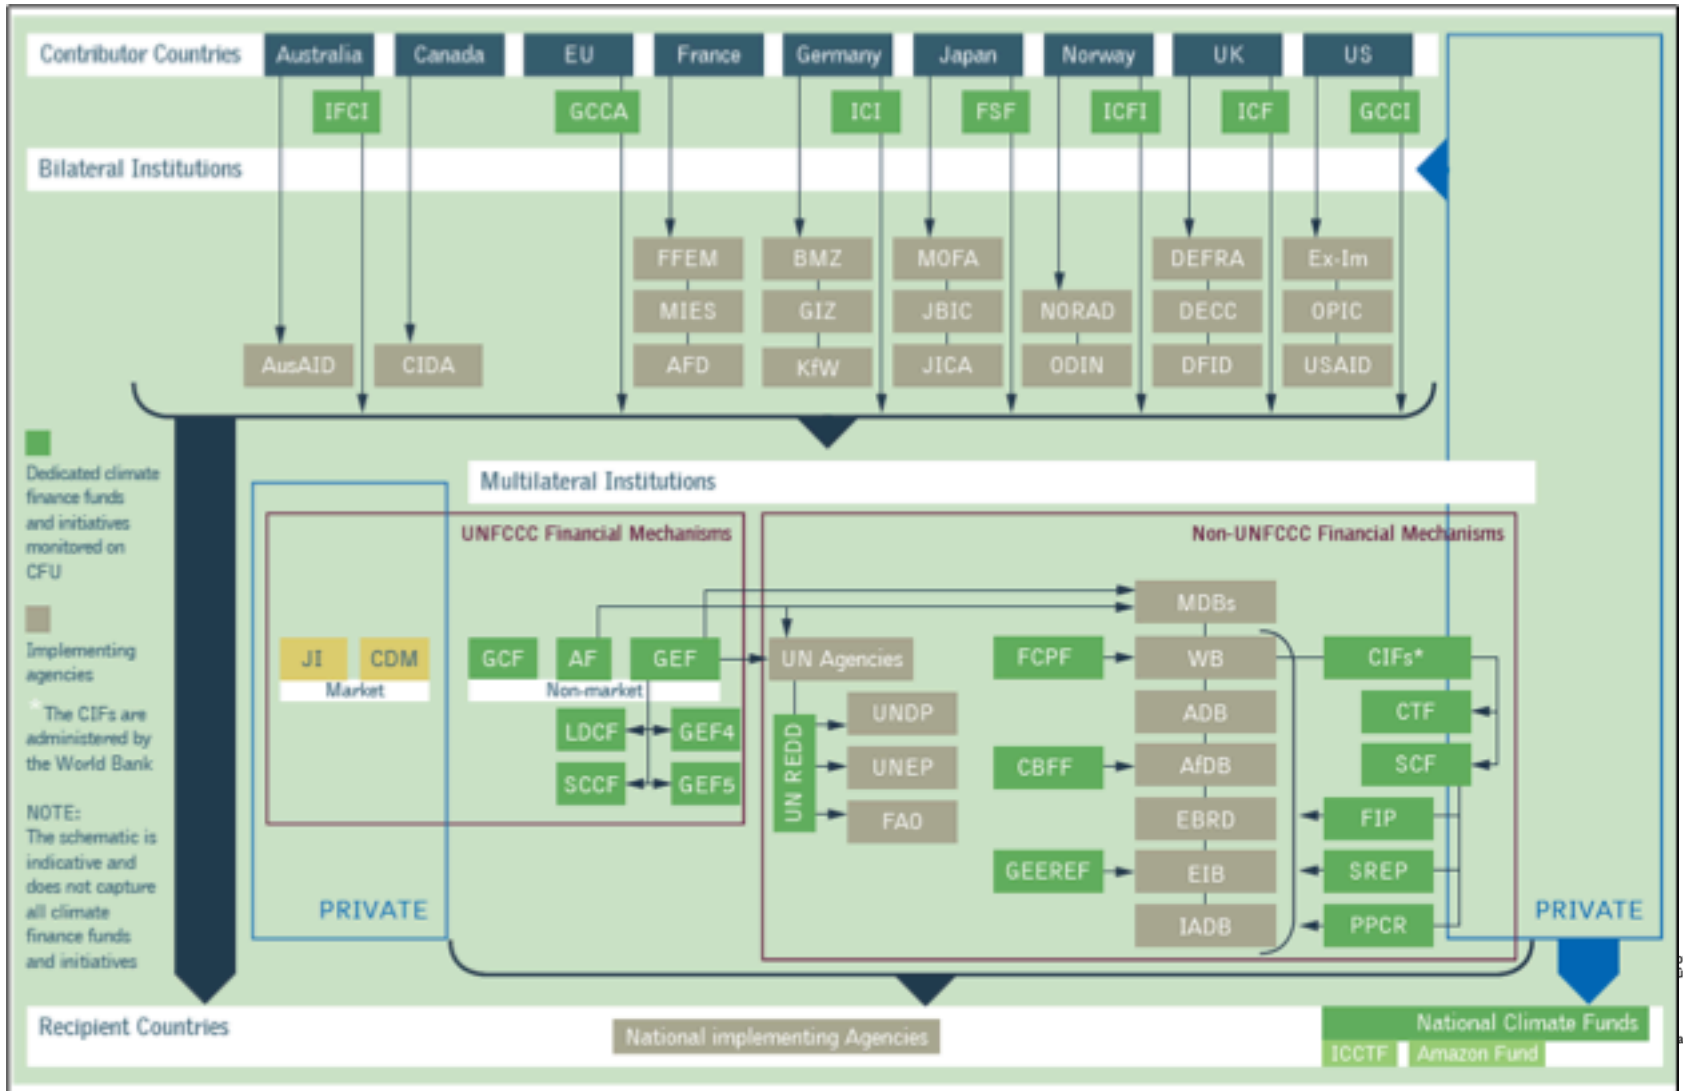 Contributor Countries Australia Canada EU France Germany Japan Norway UK US
IFCI GCCA ICI FSF ICFI ICF GCCI
Bilateral Institutions
FFEM BMZ MOFA DEFRA Ex-Im
MIES GIZ JBIC NORAD DECC OPIC
AusAID CIDA AFD KfW JICA ODIN DFID USAID
Dedicated climate
finance funds
and initiatives
monitored on
CFU
Implementing
agencies
*The CIFs are
administered by
the World Bank
NOTE:
The schematic is
indicative and
does not capture
all climate
finance funds
and initiatives
Multilateral Institutions
UNFCCC Financial Mechanisms
JI CDM
Market
GCF AF GEF
Non-market
LDCF GEF4
SCCF GEF5
PRIVATE
Non-UNFCCC Financial Mechanisms
MDBs
UN Agencies FCPF WB CIFs*
UNDP ADB CTF
UN REDD
UNEP CBFF AfDB SCF
FAO EBRD FIP
GEEREF EIB SREP
IADB PPCR
PRIVATE
Recipient Countries
National implementing Agencies
National Climate Funds
ICCTF Amazon Fund